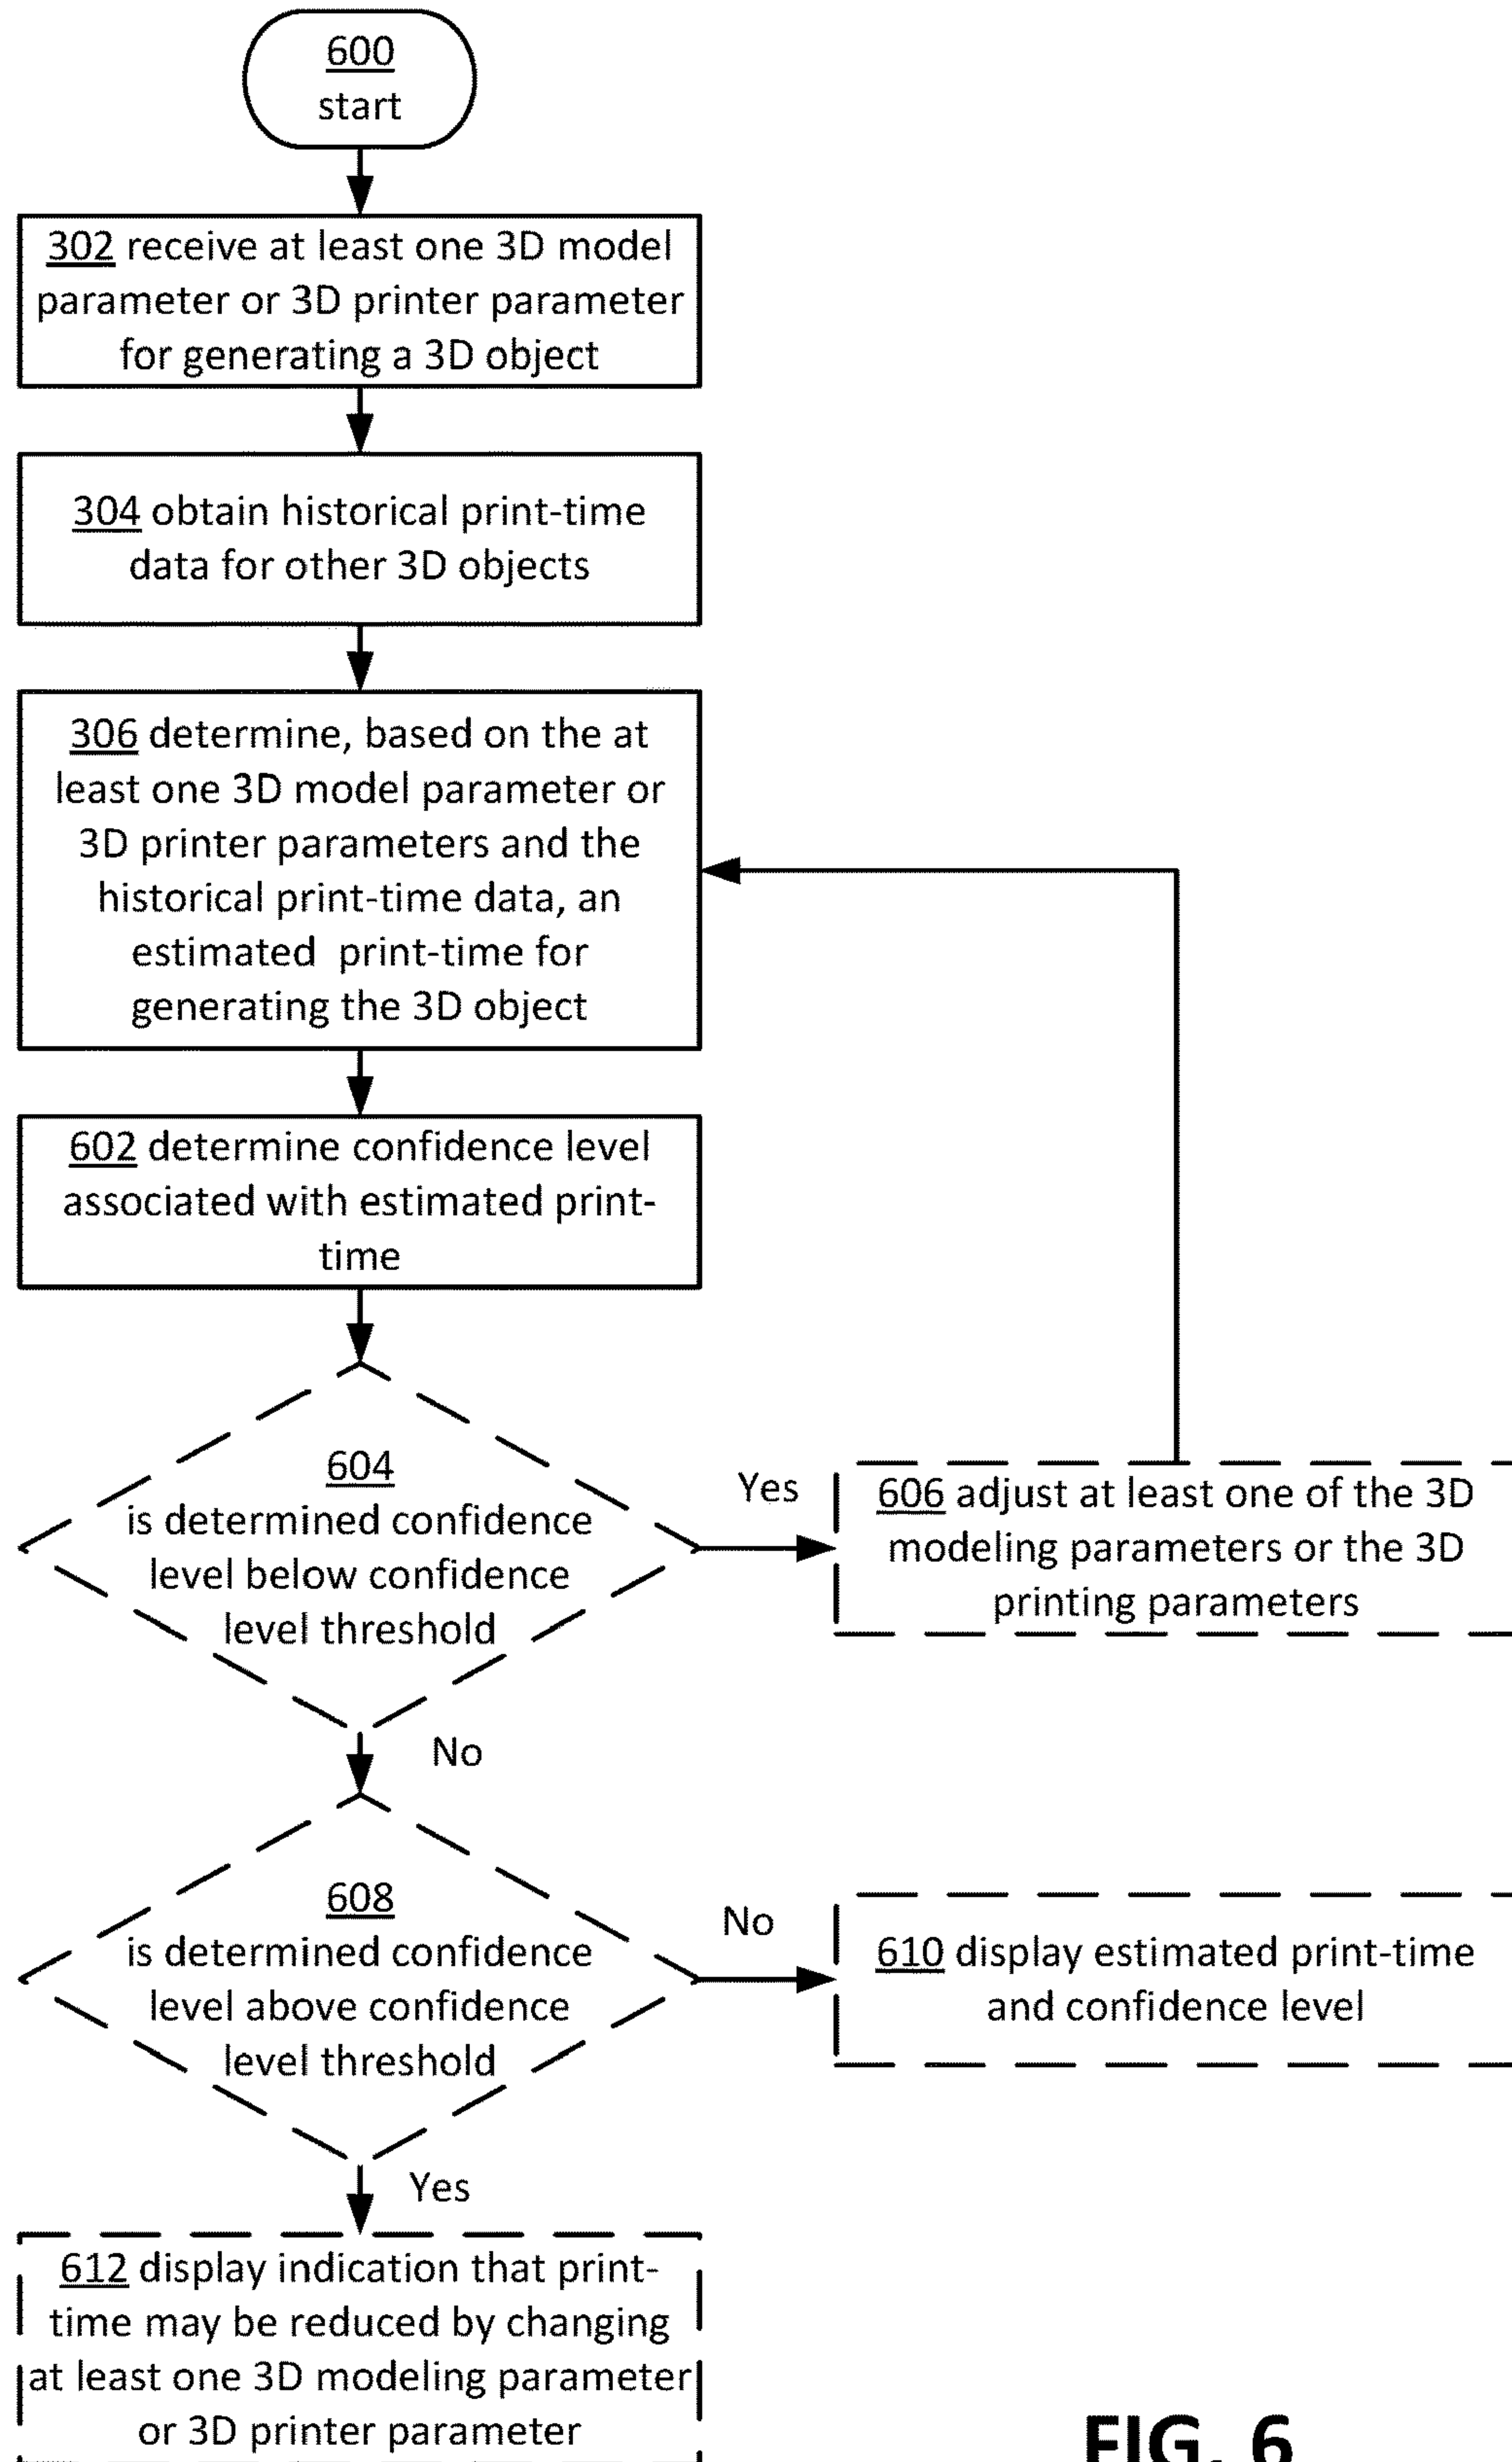 600
start
302 receive at least one 3D model
parameter or 3D printer parameter
for generating a 3D object
304 obtain historical print-time
data for other 3D objects
306 determine, based on the at
least one 3D model parameter or
3D printer parameters and the
historical print-time data, an
estimated print-time for
generating the 3D object
602 determine confidence level
associated with estimated print-
time
604
is determined confidence
level below confidence
level threshold
Yes
606 adjust at least one of the 3D
modeling parameters or the 3D
printing parameters
No
608
is determined confidence
level above confidence
level threshold
No
610 display estimated print-time
and confidence level
Yes
612 display indication that print-
time may be reduced by changing
at least one 3D modeling parameter
or 3D printer parameter
FIG. 6